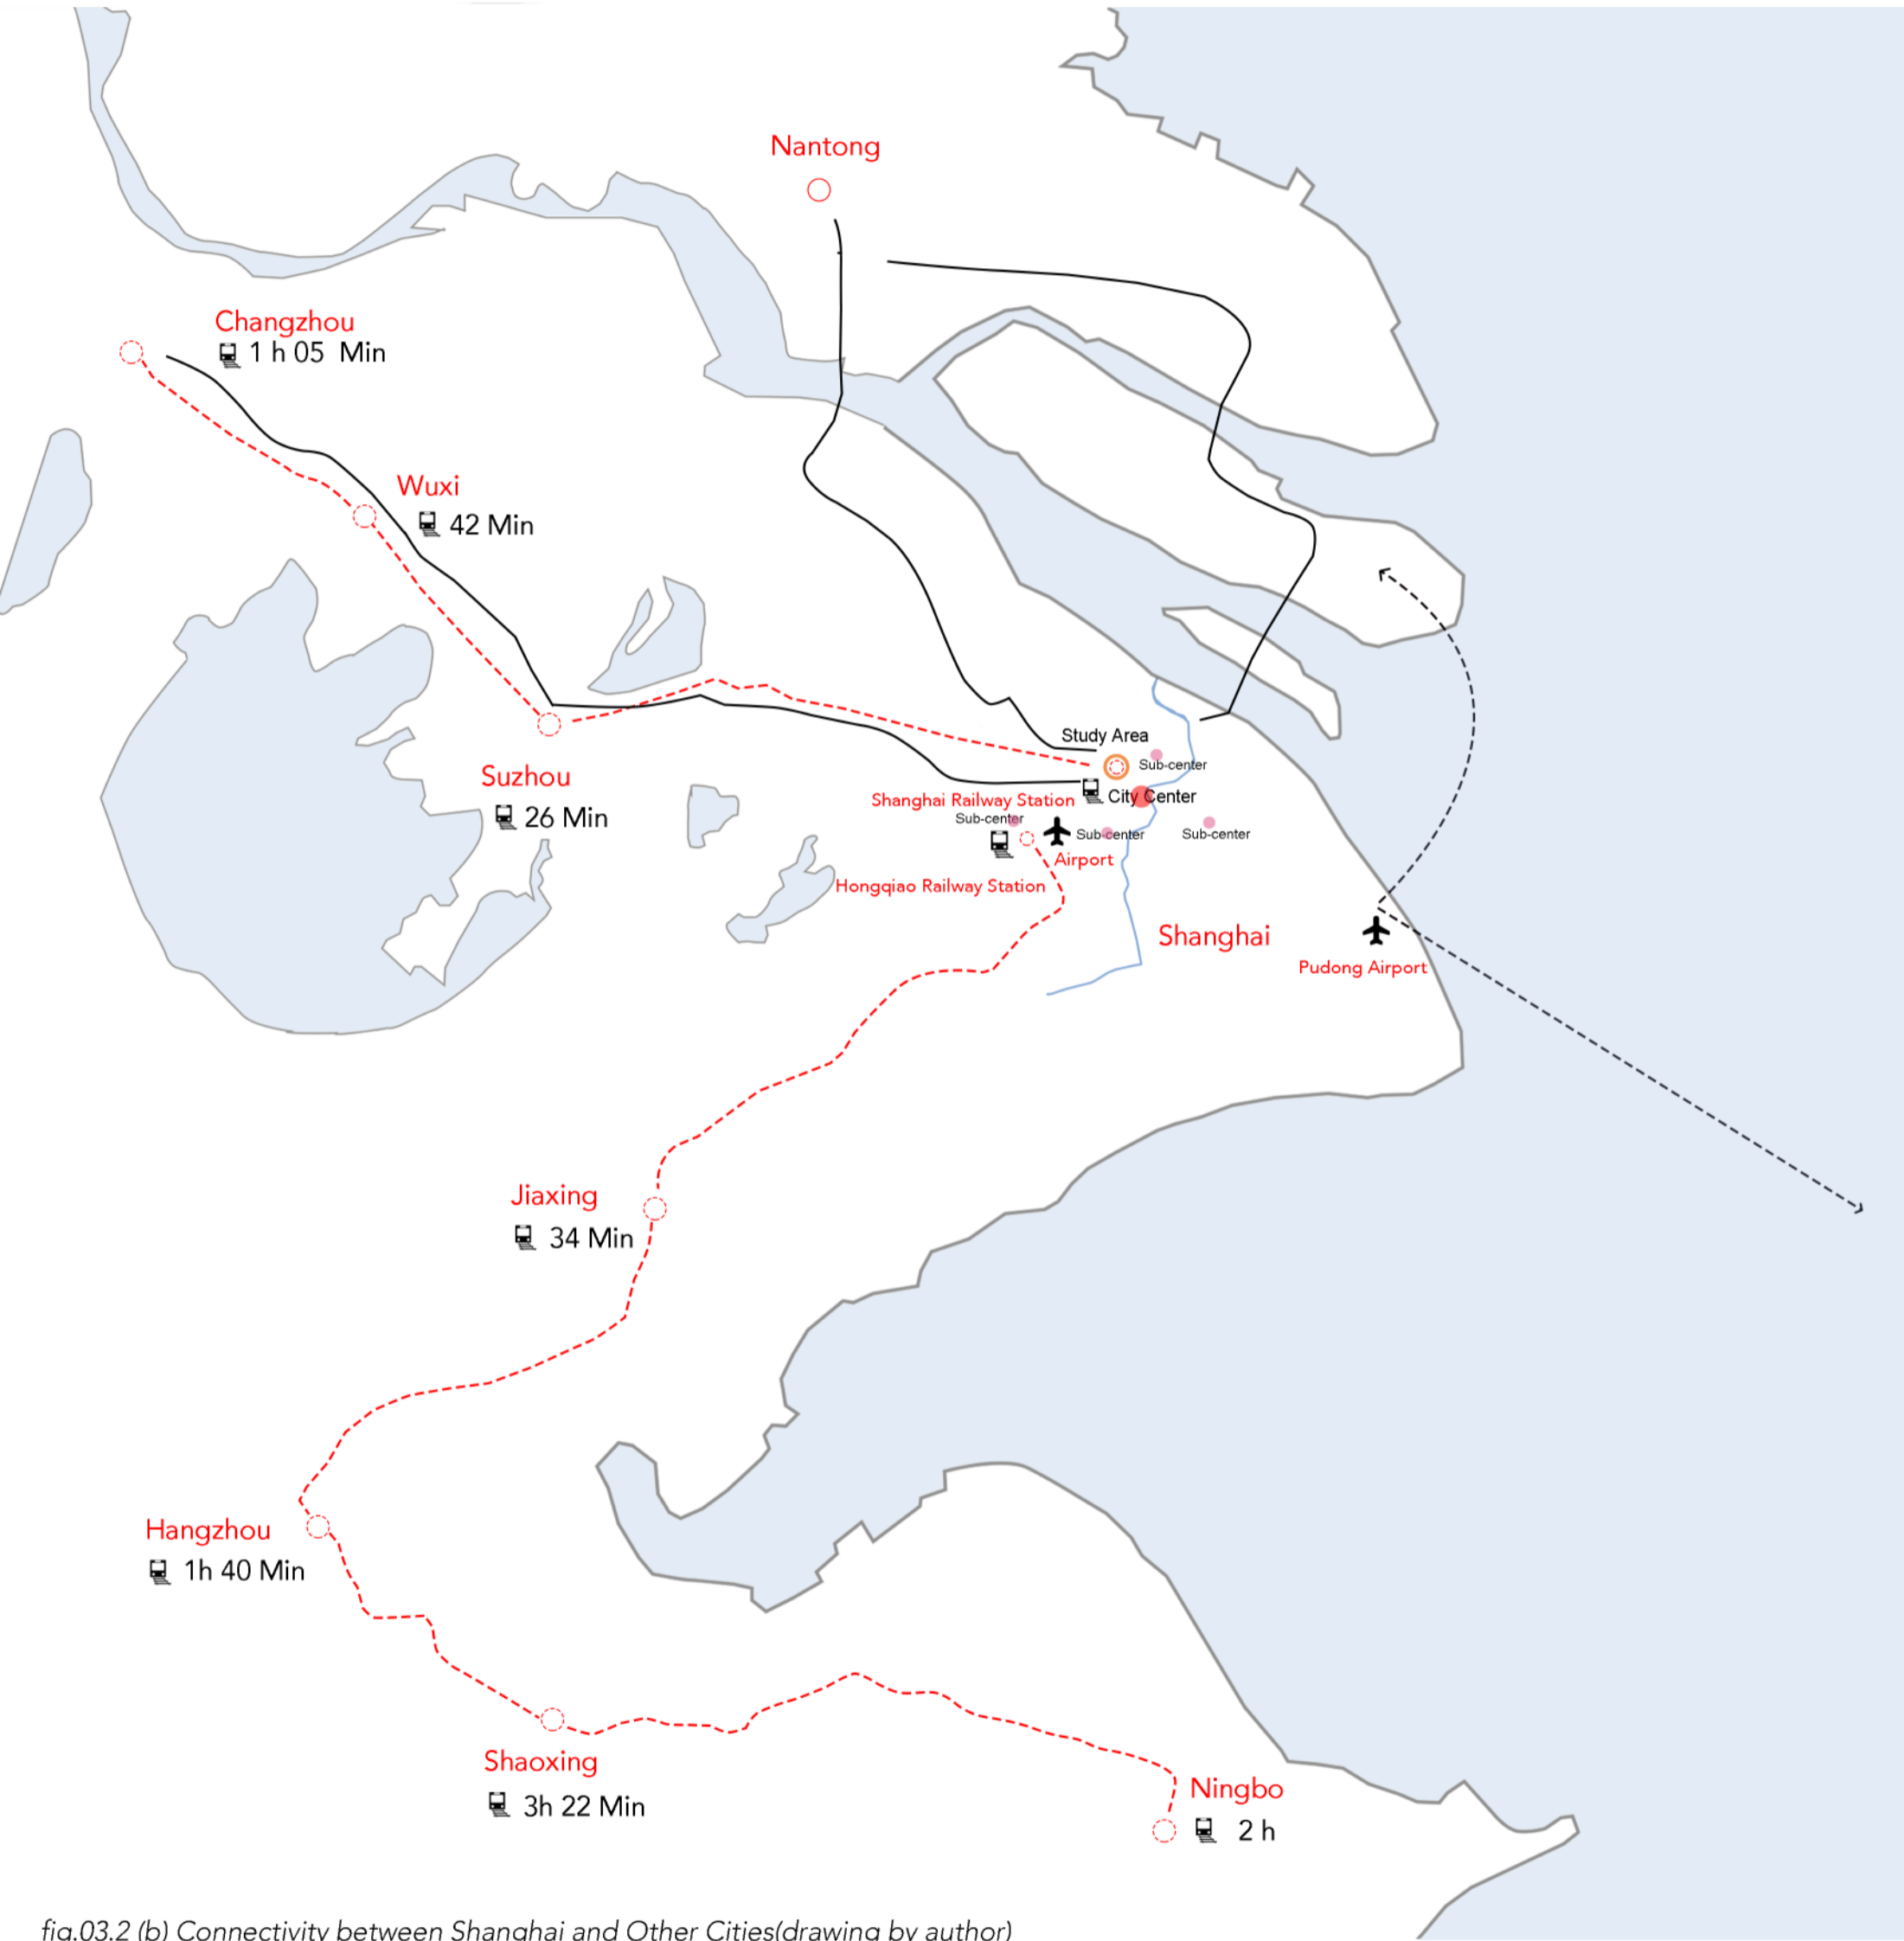 Nantong
Changzhou
1 h 05 Min
Wuxi
42 Min
Study Area
Sub-center
Suzhou
26 Min
Shanghai Railway Station
City Center
Sub-center
Sub-center
Sub-center
Airport
Hongqiao Railway Station
Shanghai
Pudong Airport
Jiaxing
34 Min
Hangzhou
1h 40 Min
Shaoxing
3h 22 Min
Ningbo
2 h
fig.03.2 (b) Connectivity between Shanghai and Other Cities(drawing by author)